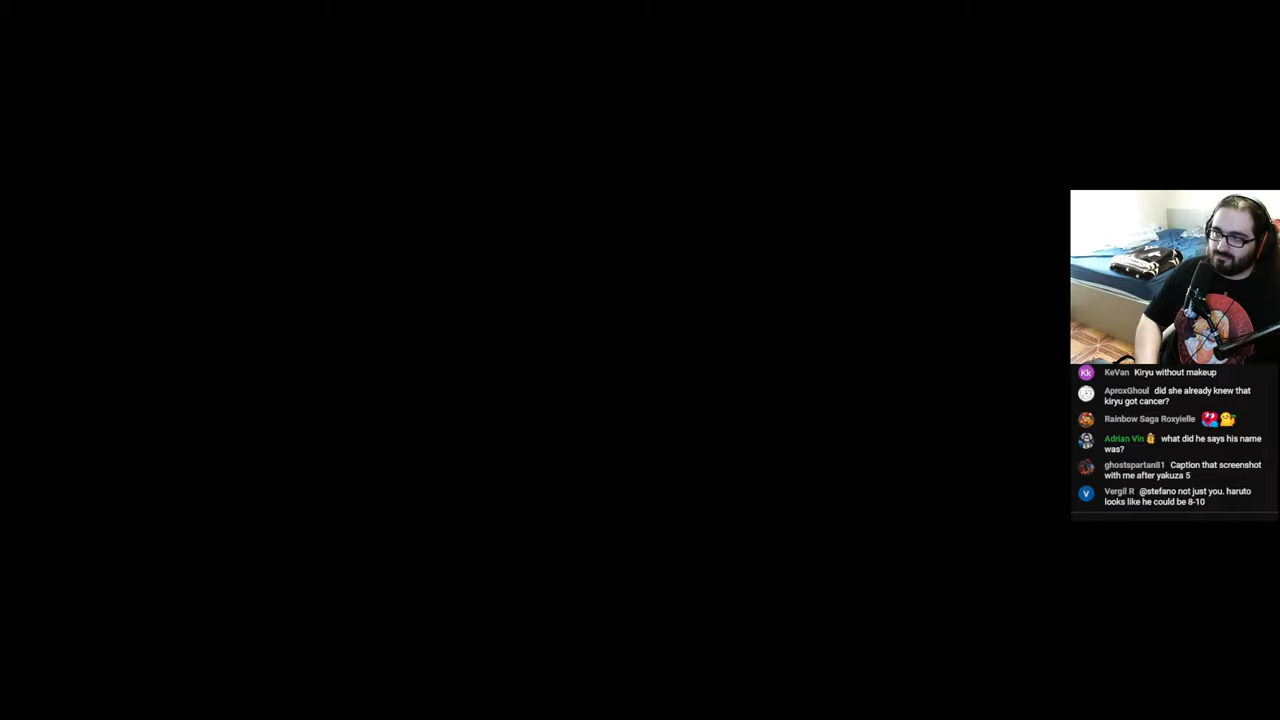 KeVan Kiryu without makeup
AproxGhoul did she already knew that
kiryu got cancer?
Rainbow Saga Roxyielle
Adrian Vin what did he says his name
was?
ghostspartan81 Caption that screenshot
with me after yakuza 5
Vergil R @stefano not just you. haruto
looks like he could be 8-10